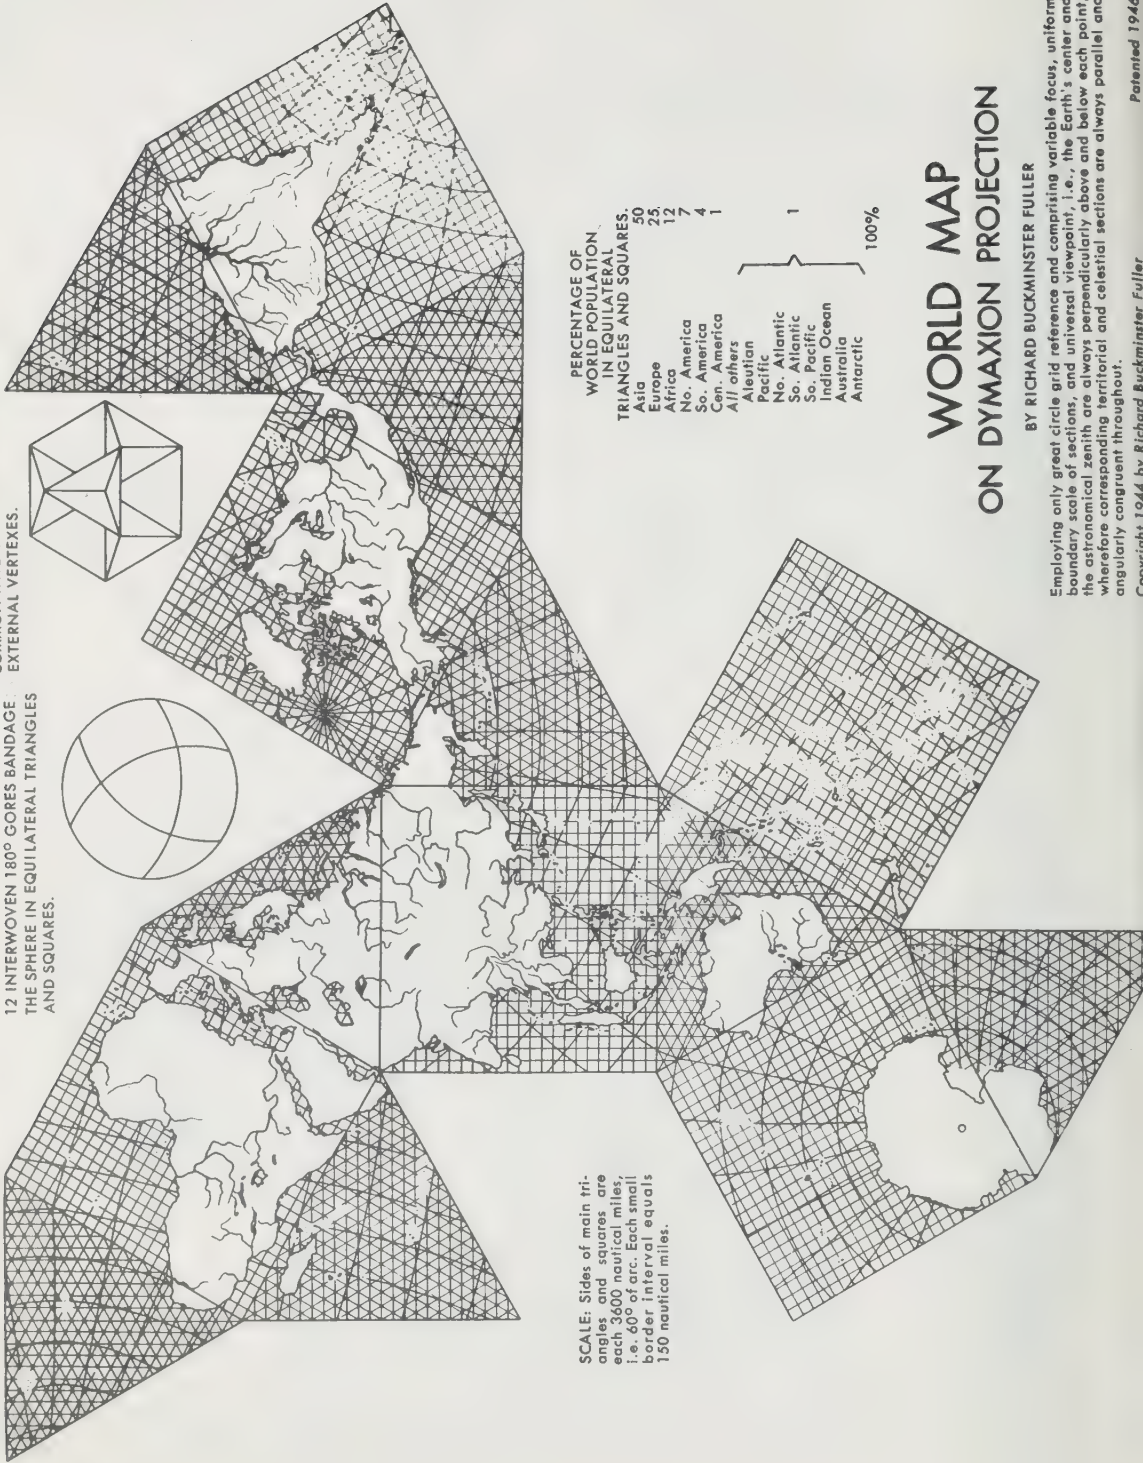 12 INTERWOVEN 180° GORES BANDAGE
THE SPHERE IN EQUILATERAL TRIANGLES
AND SQUARES.
EXTERNAL VERTEXES.
SCALE: Sides of main tri-
angles and squares are
each 3600 nautical miles,
i.e. 60° of arc. Each small
border interval equals
150 nautical miles.
PERCENTAGE OF
WORLD POPULATION
IN EQUILATERAL
TRIANGLES AND SQUARES.
Asia 50
Europe 25
Africa 12
No. America 7
So. America 4
Cen. America 1
All others
Aleutian
Pacific
No. Atlantic
So. Atlantic 1
So. Pacific
Indian Ocean
Australia
Antarctic
100%
WORLD MAP
ON DYMAXION PROJECTION
BY RICHARD BUCKMINSTER FULLER
Employing only great circle grid reference and comprising variable focus, uniform
boundary scale of sections, and universal viewpoint, i.e., the Earth's center and
the astronomical zenith are always perpendicularly above and below each point,
wherefore corresponding territorial and celestial sections are always parallel and
angularly congruent throughout.
Copyright 1944 by Richard Buckminster Fuller Patented 1946